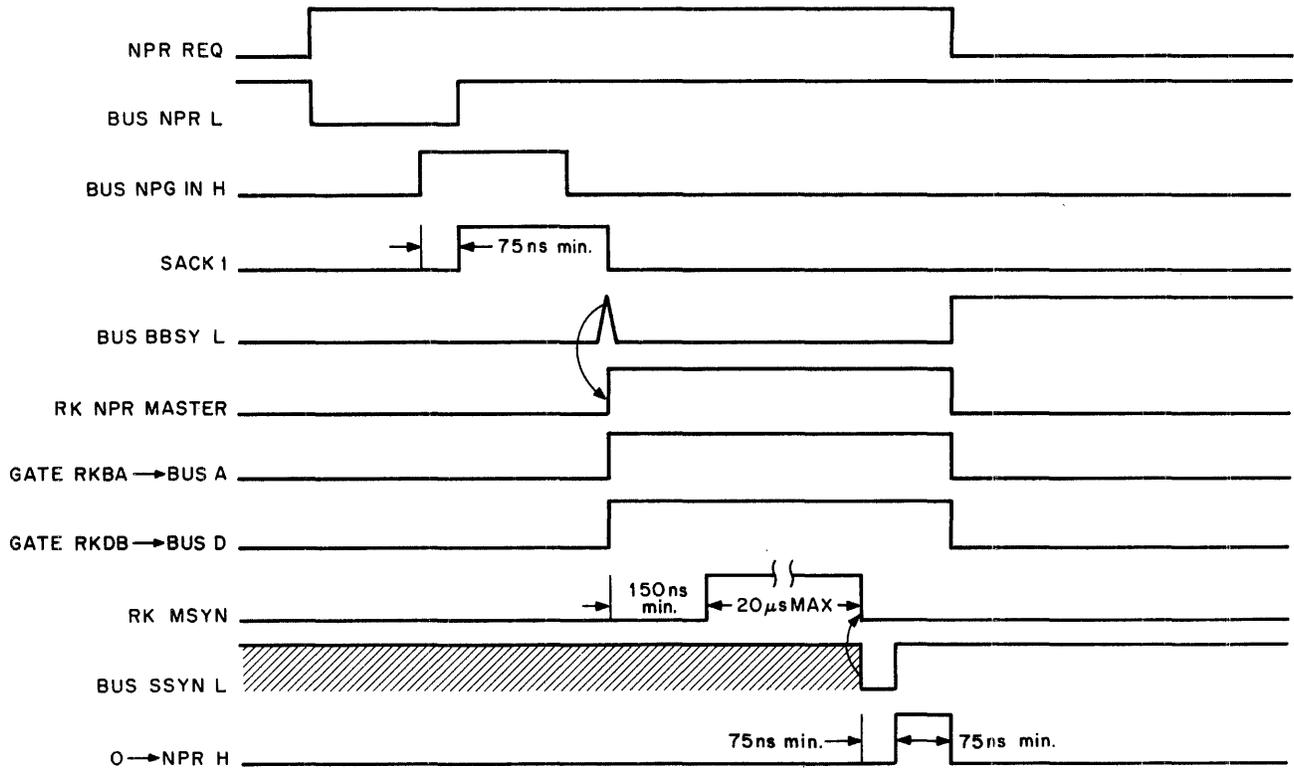 NPR REQ
BUS NPR L
BUS NPG IN H
SACK 1
75ns min.
BUS BBSY L
RK NPR MASTER
GATE RKBA→BUS A
GATE RKDB→BUS D
RK MSYN
150ns
min.
20μs MAX
BUS SSYN L
O→NPR H
75ns min.
75ns min.